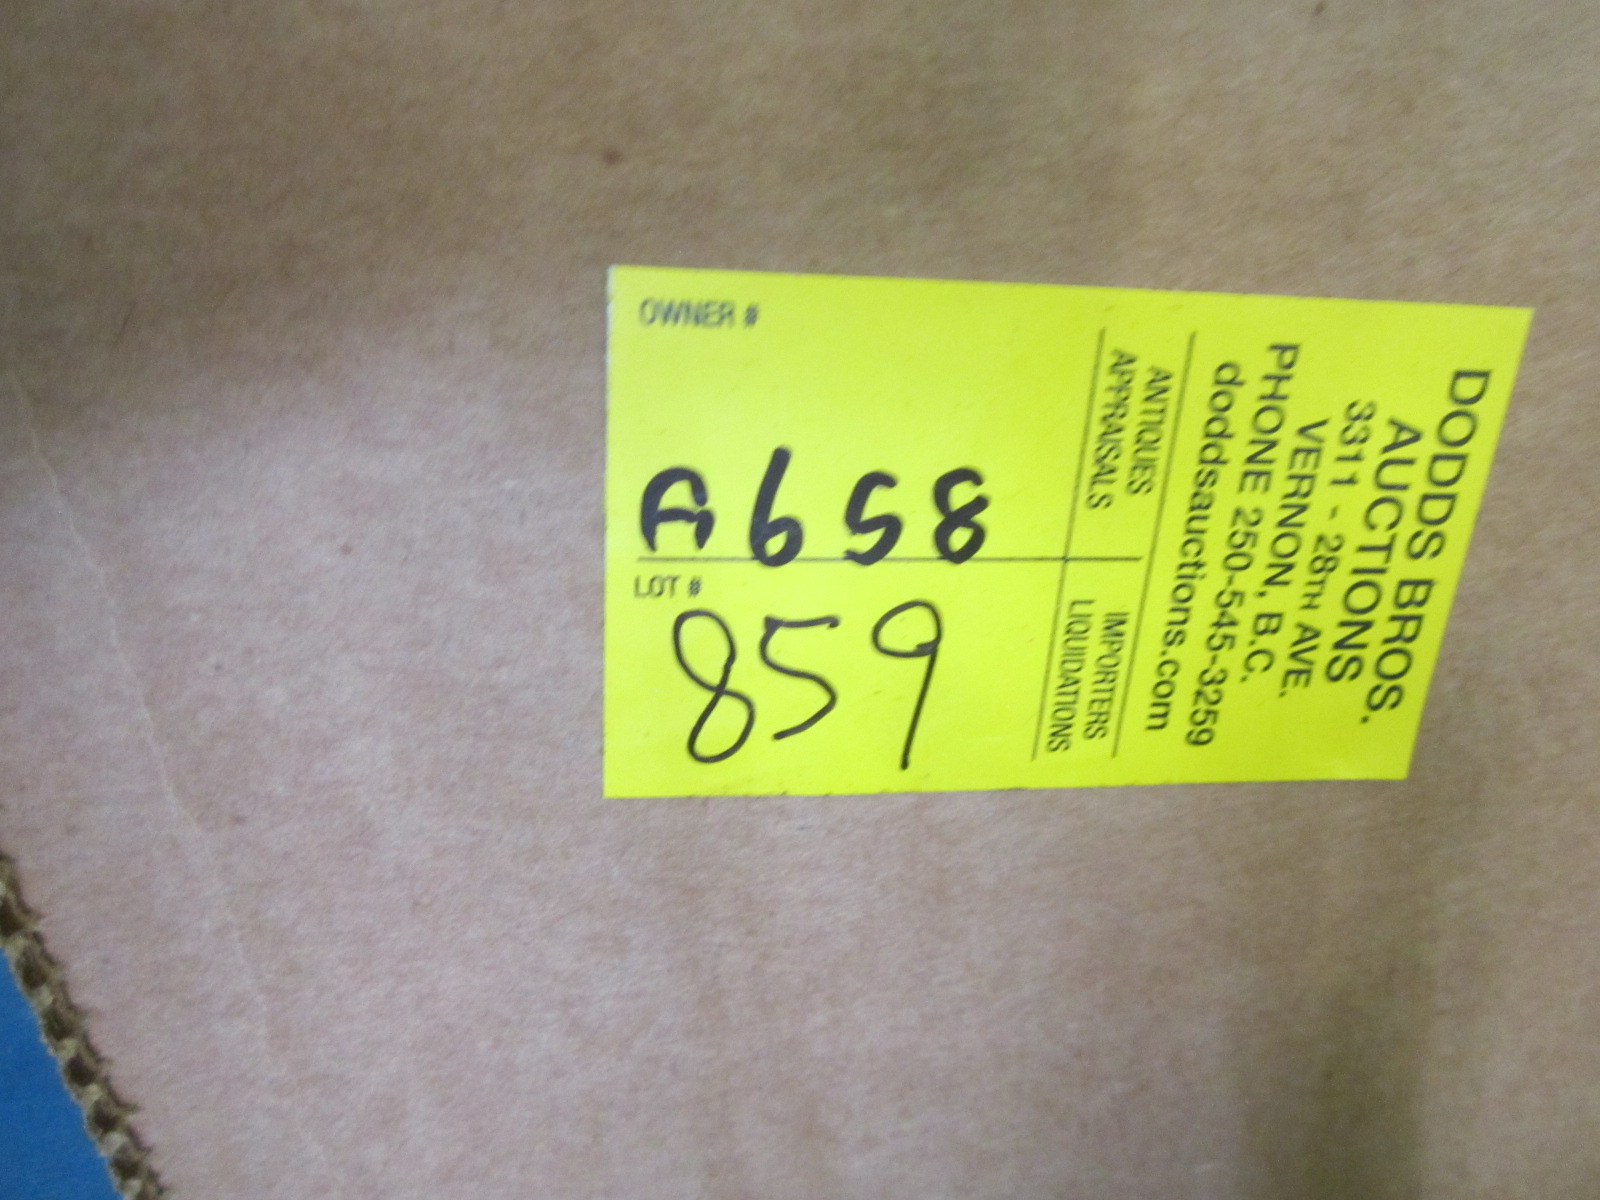 DODDS BROS.
AUCTIONS
3311 - 28TH AVE.
VERNON, B.C.
PHONE 250-545-3259
doddsauctions.com
ANTIQUES
APPRAISALS
IMPORTERS
LIQUIDATIONS
OWNER #
A658
LOT #
859